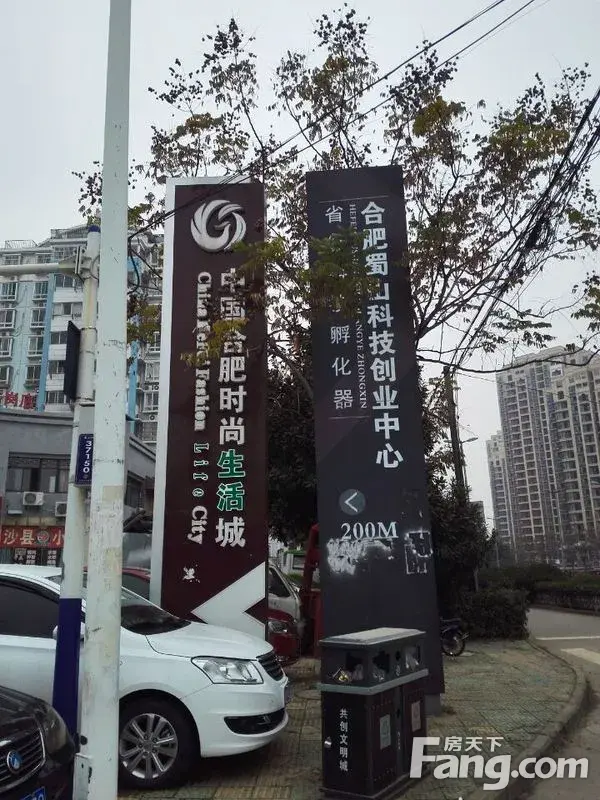 中国合肥时尚生活城
China Hefei Fashion Life City
合肥蜀山科技创业中心
省
孵化器
200M
37150
沙县小
共创文明城
房天下
Fang.com